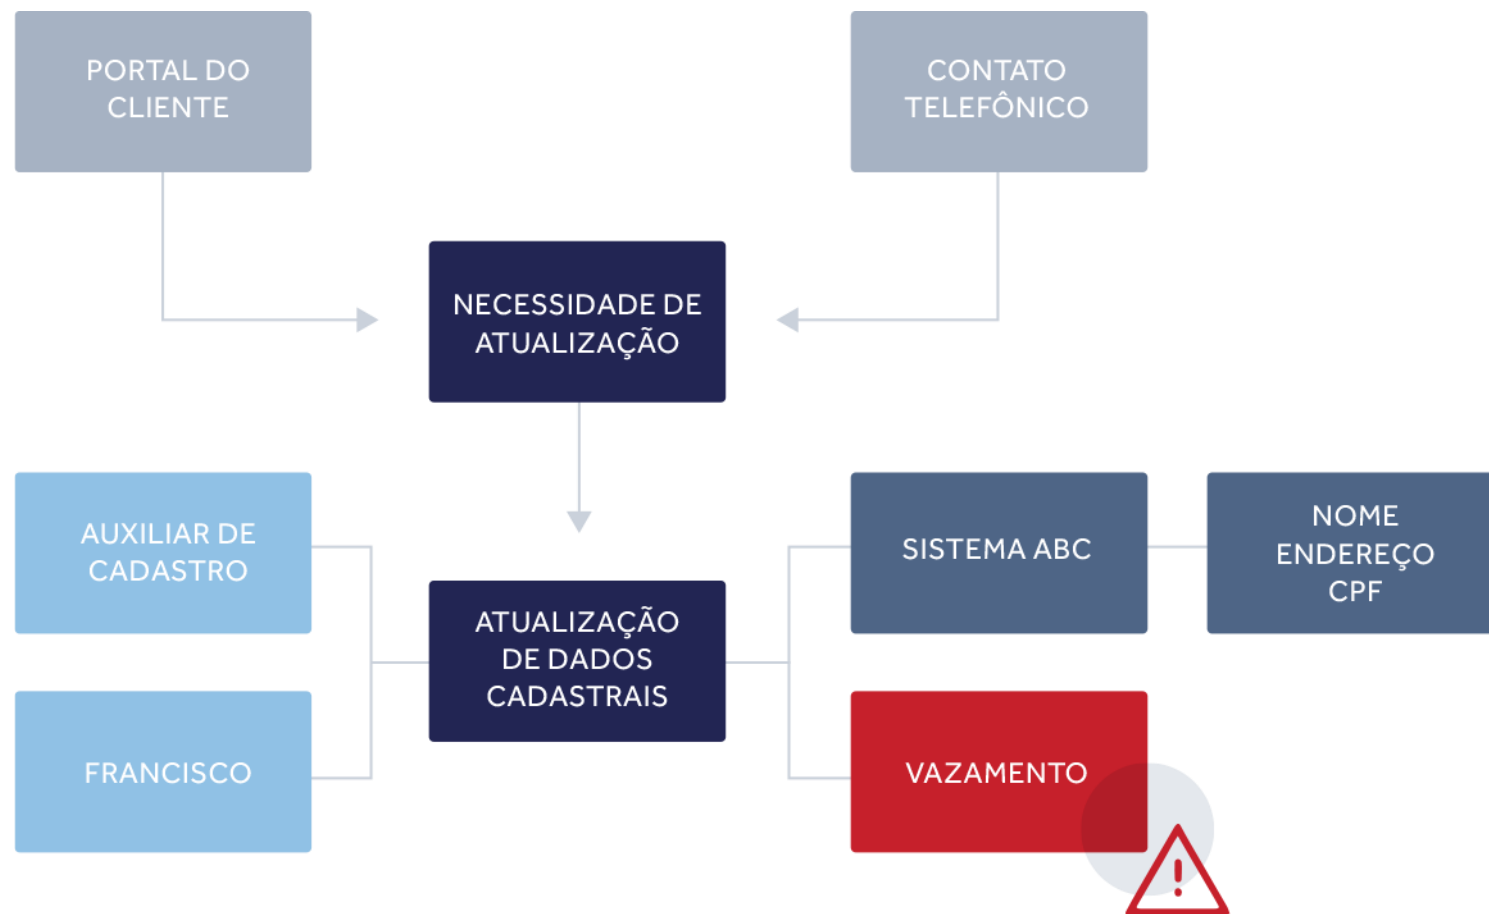 PORTAL DO
CLIENTE
CONTATO
TELEFÔNICO
NECESSIDADE DE
ATUALIZAÇÃO
AUXILIAR DE
CADASTRO
SISTEMA ABC
NOME
ENDEREÇO
CPF
ATUALIZAÇÃO
DE DADOS
CADASTRAIS
FRANCISCO
VAZAMENTO
!